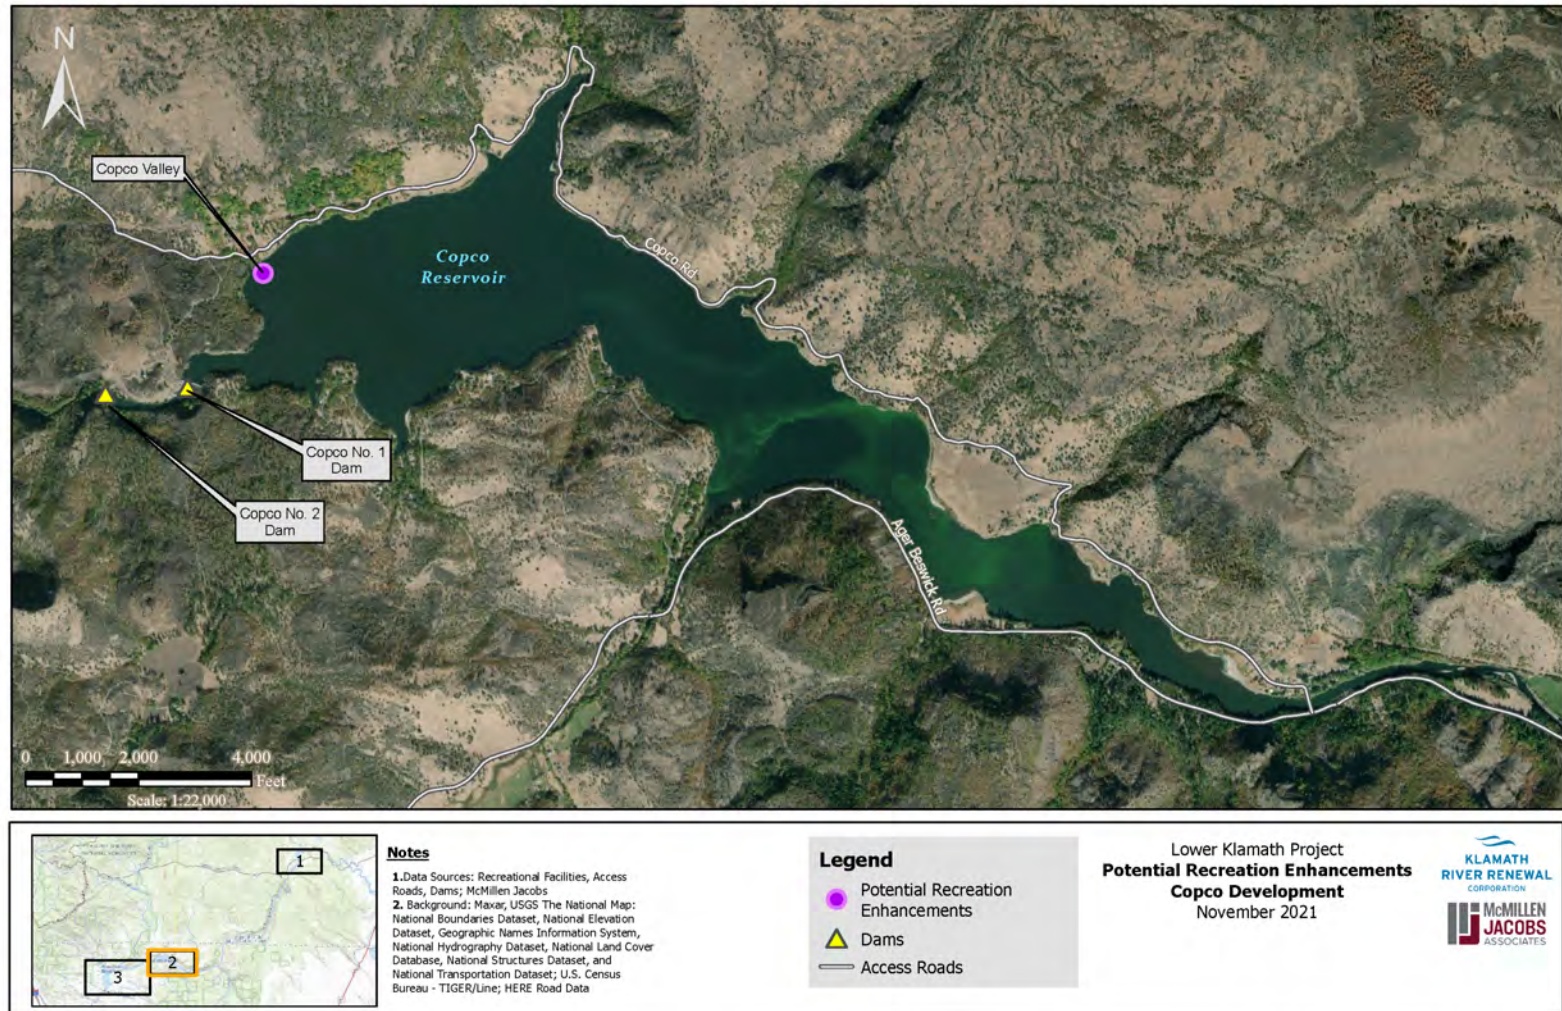 N
Copco Valley
Copco
Reservoir
Copco Rd
Copco No. 1
Dam
Copco No. 2
Dam
Ager Beswick Rd
0 1,000 2,000 4,000
Feet
Scale: 1:22,000
1
2
3
Notes
1.Data Sources: Recreational Facilities, Access
Roads, Dams; McMillen Jacobs
2. Background: Maxar, USGS The National Map:
National Boundaries Dataset, National Elevation
Dataset, Geographic Names Information System,
National Hydrography Dataset, National Land Cover
Database, National Structures Dataset, and
National Transportation Dataset; U.S. Census
Bureau - TIGER/Line; HERE Road Data
Legend
Potential Recreation
Enhancements
Dams
Access Roads
Lower Klamath Project
Potential Recreation Enhancements
Copco Development
November 2021
KLAMATH
RIVER RENEWAL
CORPORATION
McMILLEN
JACOBS
ASSOCIATES